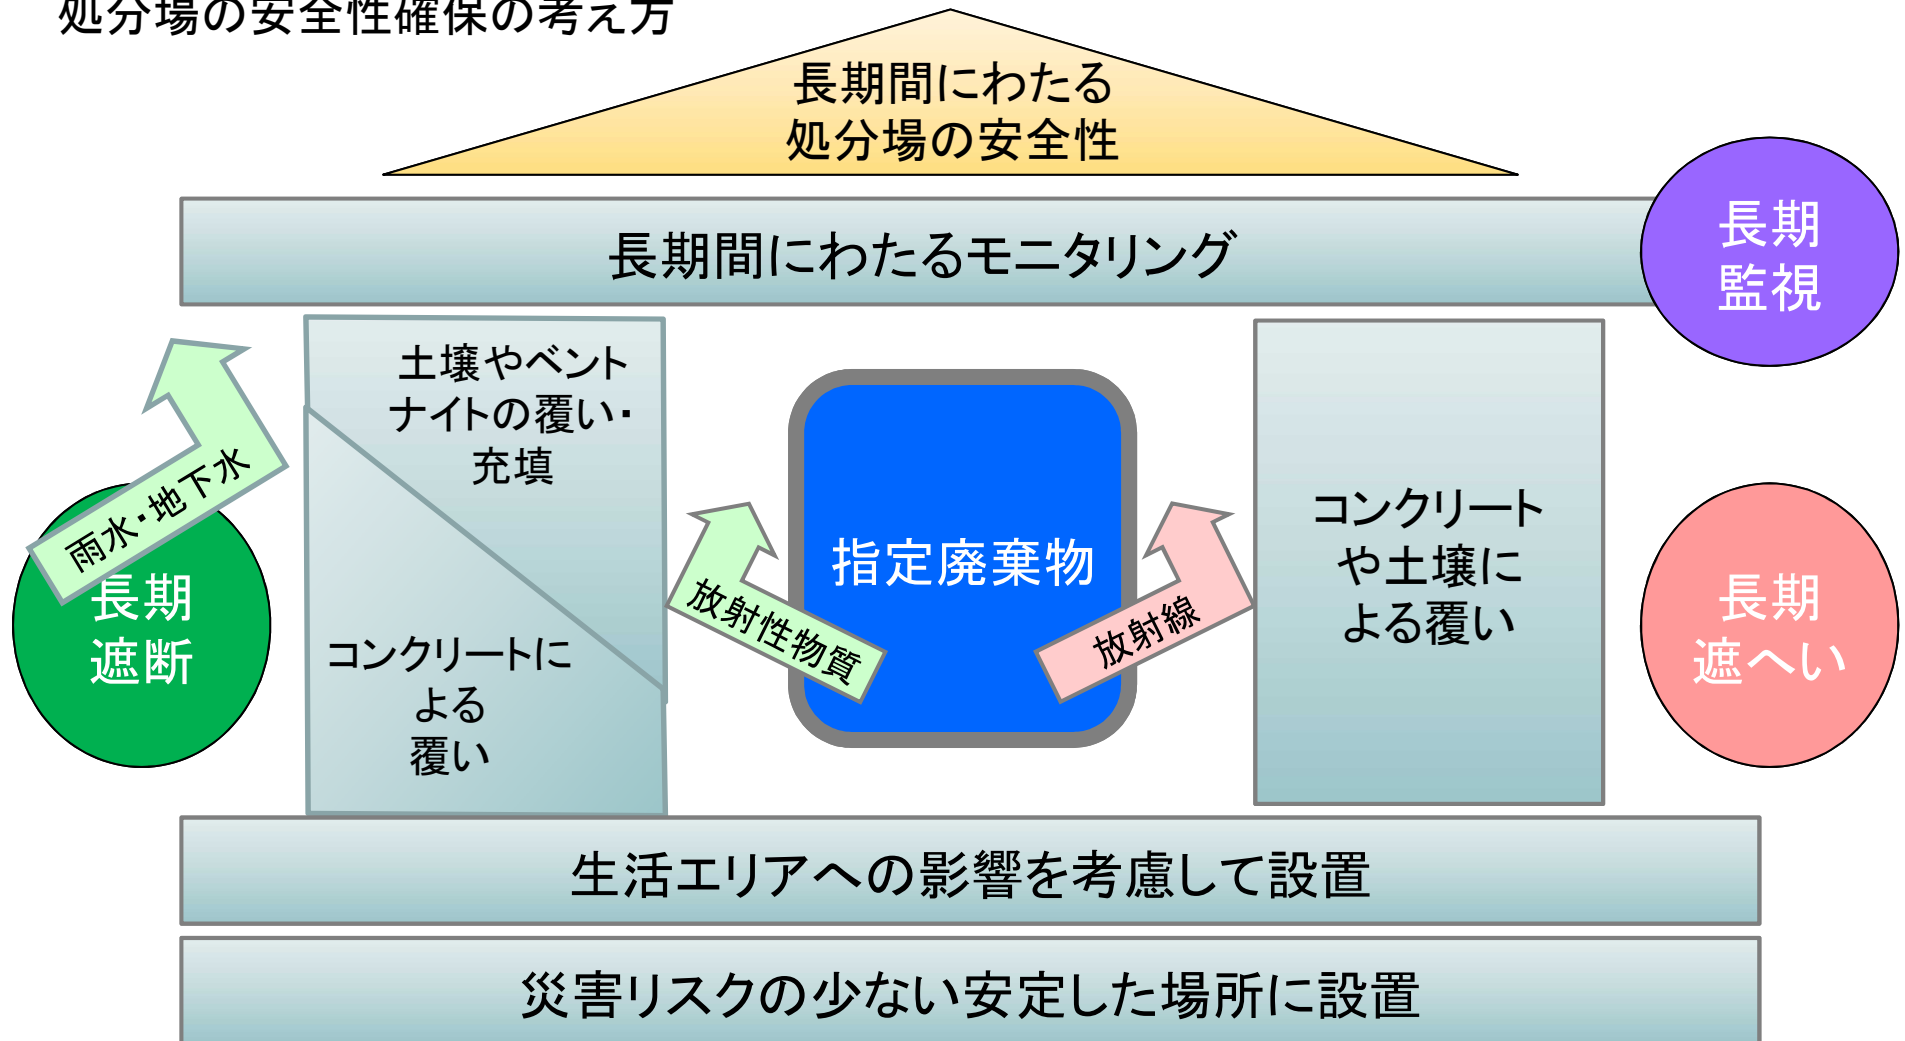 処分場の安全性確保の考え方
長期間にわたる
処分場の安全性
長期間にわたるモニタリング
長期
監視
土壌やベント
ナイトの覆い・
充填
雨水・地下水
長期
遮断
コンクリートに
よる
覆い
放射性物質
指定廃棄物
放射線
コンクリート
や土壌に
よる覆い
長期
遮へい
生活エリアへの影響を考慮して設置
災害リスクの少ない安定した場所に設置